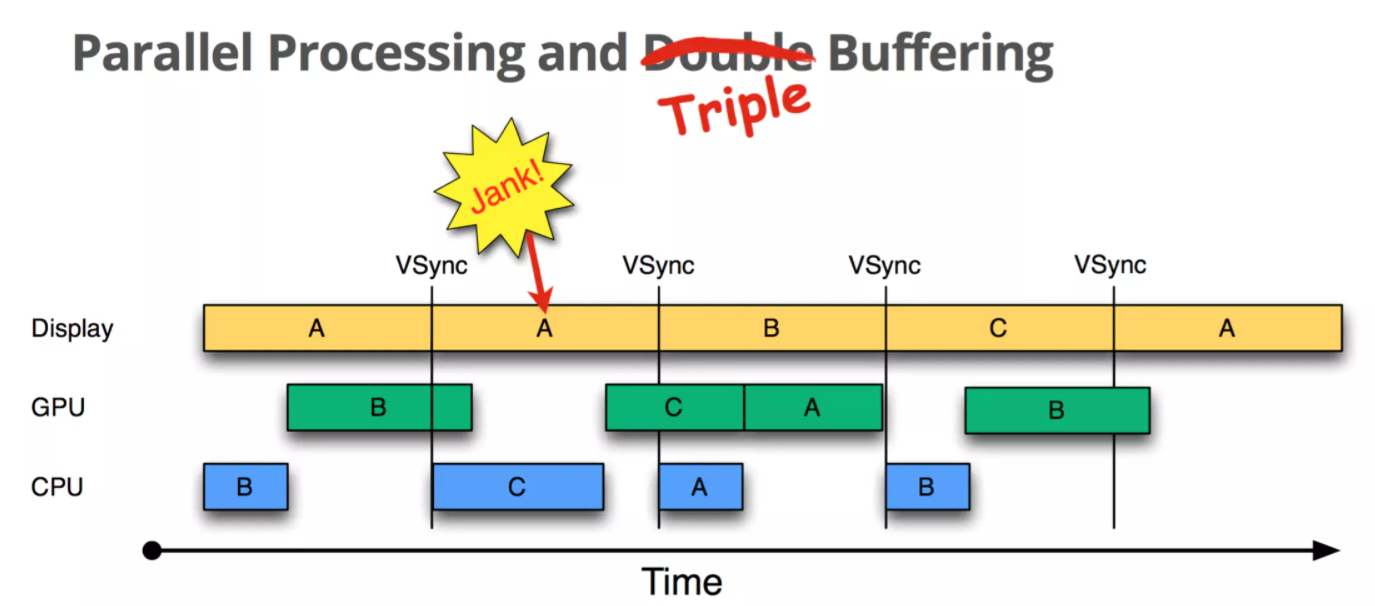 Parallel Processing and Double Buffering
Triple
Jank!
VSync VSync VSync VSync
Display A A B C A
GPU B C A B
CPU B C A B
Time